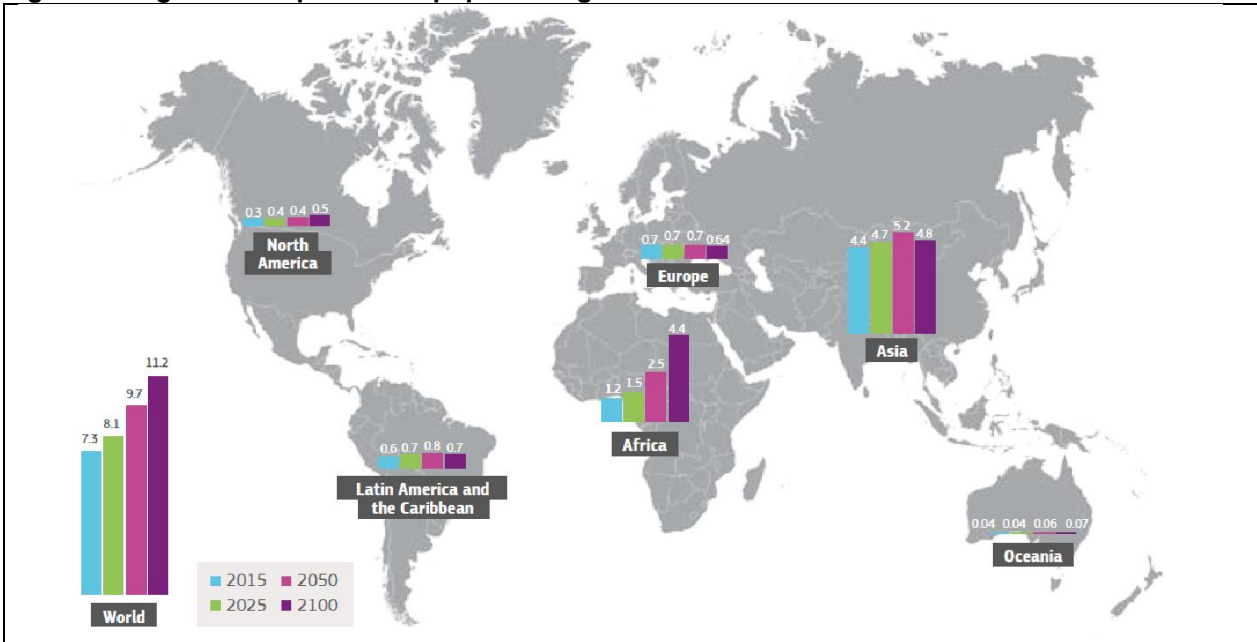 0.3 0.4 0.4 0.5
North
America
0.7 0.7 0.7 0.64
Europe
4.4 4.7 5.2 4.8
Asia
1.2 1.5 2.5 4.4
Africa
7.3 8.1 9.7 11.2
World
0.6 0.7 0.8 0.7
Latin America and
the Caribbean
0.04 0.04 0.06 0.07
Oceania
2015 2050
2025 2100